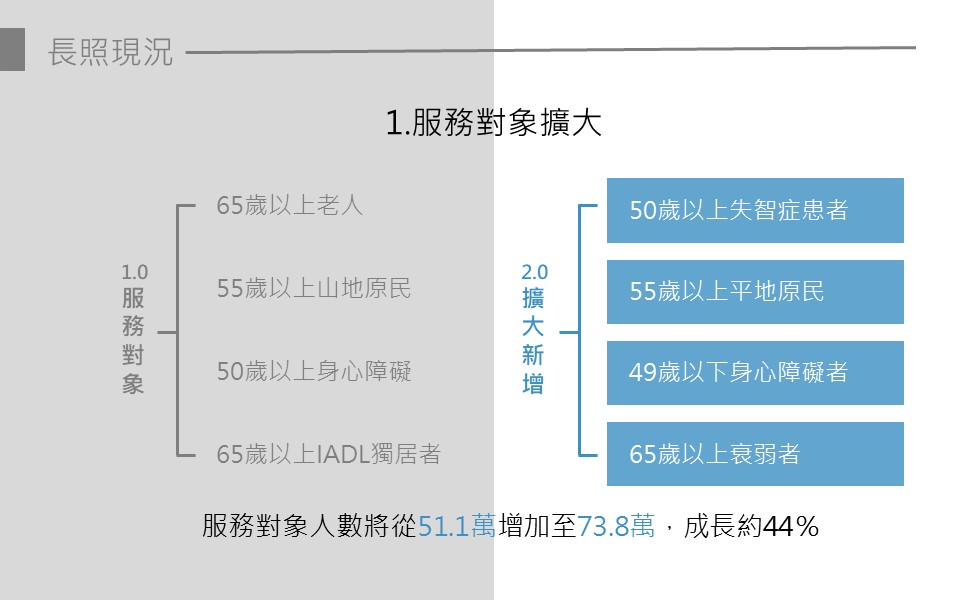 長照現況
1.服務對象擴大
1.0
服務對象
65歲以上老人
55歲以上山地原民
50歲以上身心障礙
65歲以上IADL獨居者
2.0
擴大新增
50歲以上失智症患者
55歲以上平地原民
49歲以下身心障礙者
65歲以上衰弱者
服務對象人數將從51.1萬增加至73.8萬，成長約44%